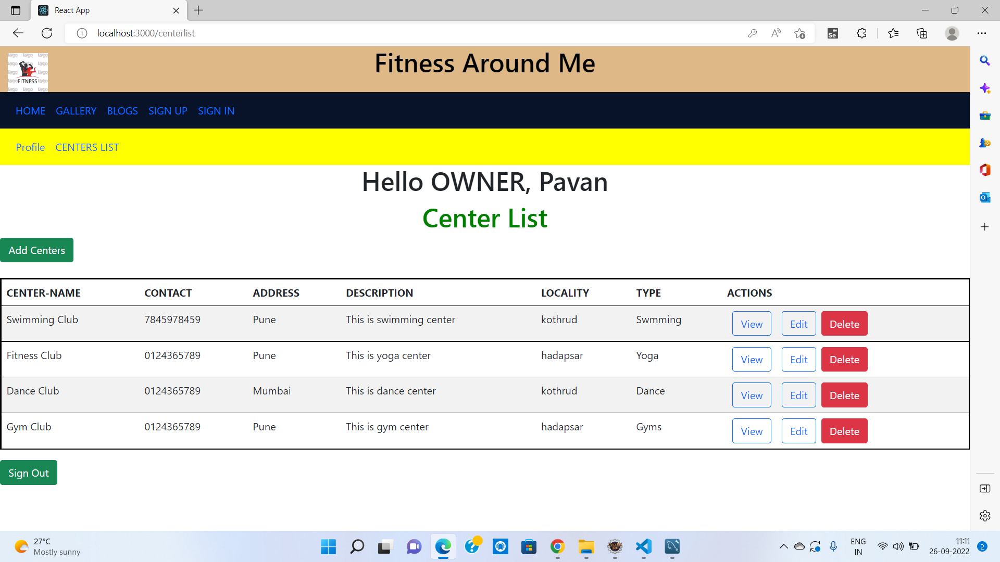 React App
localhost:3000/centerlist
Fitness Around Me
FITNESS
HOME GALLERY BLOGS SIGN UP SIGN IN
Profile CENTERS LIST
Hello OWNER, Pavan
Center List
Add Centers
CENTER-NAME CONTACT ADDRESS DESCRIPTION LOCALITY TYPE ACTIONS
Swimming Club 7845978459 Pune This is swimming center kothrud Swmming View Edit Delete
Fitness Club 0124365789 Pune This is yoga center hadapsar Yoga View Edit Delete
Dance Club 0124365789 Mumbai This is dance center kothrud Dance View Edit Delete
Gym Club 0124365789 Pune This is gym center hadapsar Gyms View Edit Delete
Sign Out
27°C
Mostly sunny
ENG
IN
11:11
26-09-2022
2